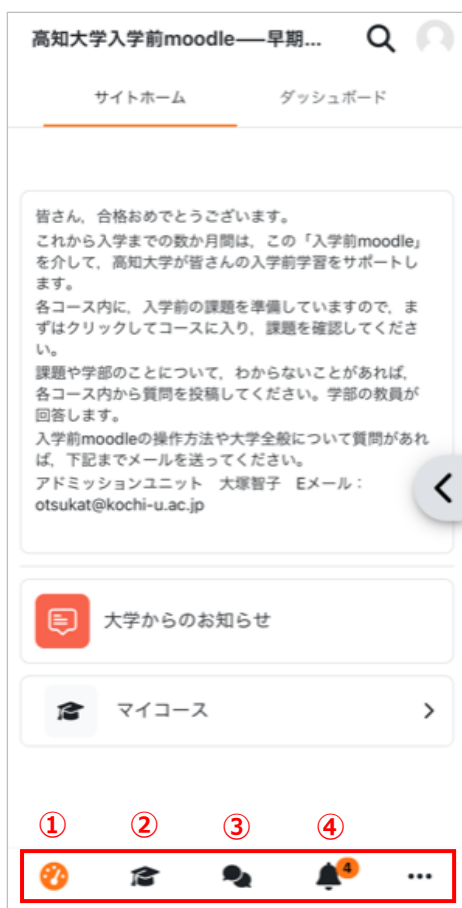 高知大学入学前moodle——早期...
サイトホーム ダッシュボード
皆さん，合格おめでとうございます。
これから入学までの数か月間は，この「入学前moodle」
を介して，高知大学が皆さんの入学前学習をサポートし
ます。
各コース内に，入学前の課題を準備していますので，ま
ずはクリックしてコースに入り，課題を確認してくださ
い。
課題や学部のことについて，わからないことがあれば，
各コース内から質問を投稿してください。学部の教員が
回答します。
入学前moodleの操作方法や大学全般について質問があれ
ば，下記までメールを送ってください。
アドミッションユニット　大塚智子　Eメール：
otsukat@kochi-u.ac.jp
大学からのお知らせ
マイコース
① ② ③ ④
4